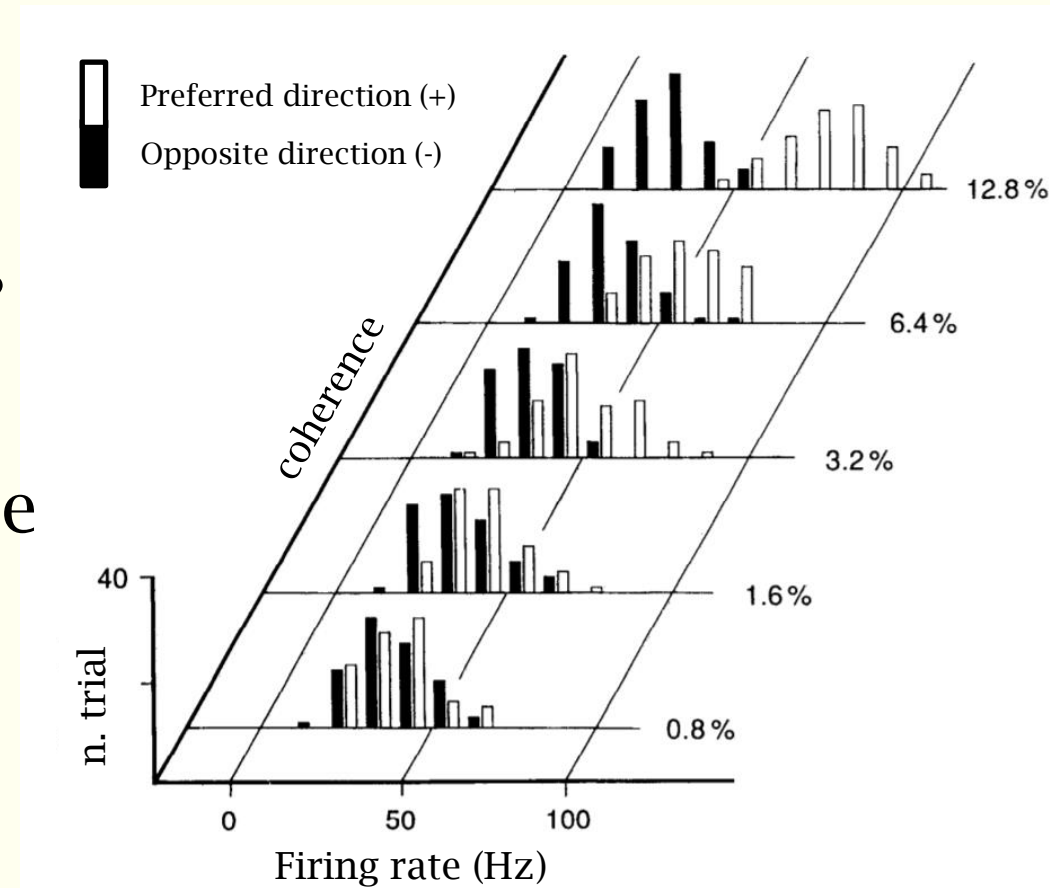 Preferred direction (+)
Opposite direction (-)
12.8%
6.4%
coherence
3.2%
e
1.6%
40
n. trial
0.8%
0 50 100
Firing rate (Hz)